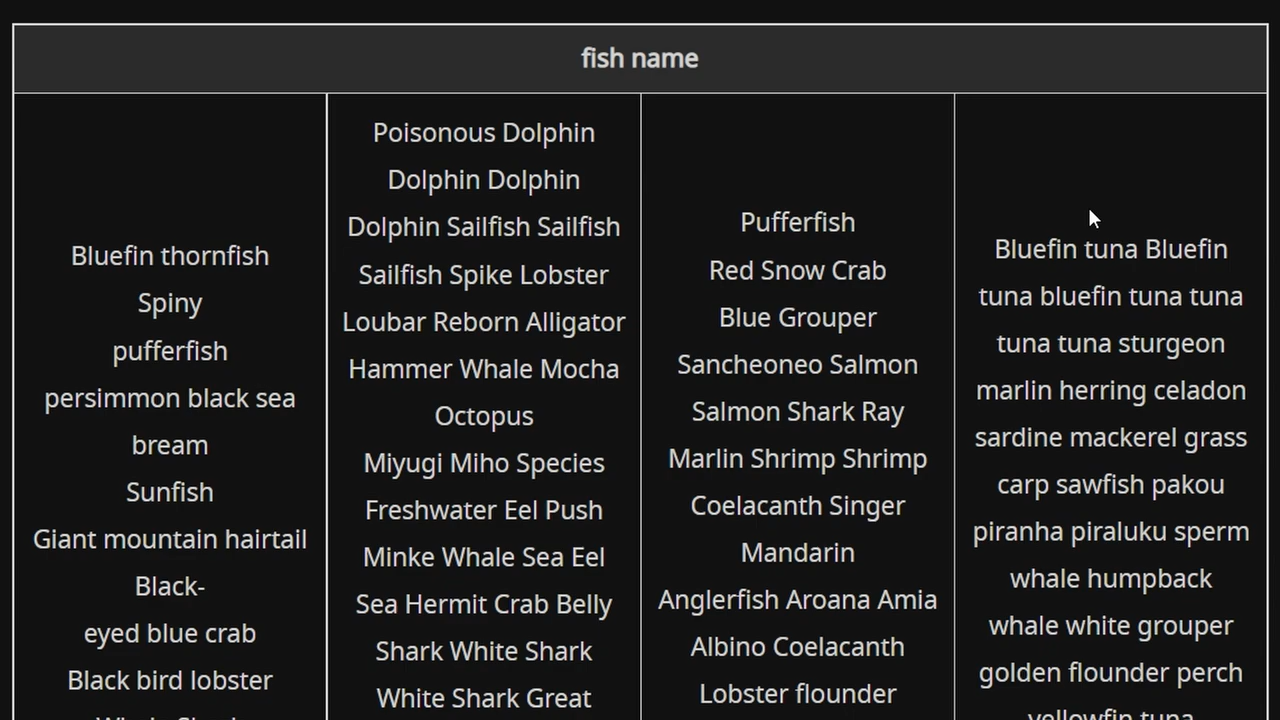 fish name
Bluefin thornfish
Spiny
pufferfish
persimmon black sea
bream
Sunfish
Giant mountain hairtail
Black-
eyed blue crab
Black bird lobster
Poisonous Dolphin
Dolphin Dolphin
Dolphin Sailfish Sailfish
Sailfish Spike Lobster
Loubar Reborn Alligator
Hammer Whale Mocha
Octopus
Miyugi Miho Species
Freshwater Eel Push
Minke Whale Sea Eel
Sea Hermit Crab Belly
Shark White Shark
White Shark Great
Pufferfish
Red Snow Crab
Blue Grouper
Sancheoneo Salmon
Salmon Shark Ray
Marlin Shrimp Shrimp
Coelacanth Singer
Mandarin
Anglerfish Aroana Amia
Albino Coelacanth
Lobster flounder
Bluefin tuna Bluefin
tuna bluefin tuna tuna
tuna tuna sturgeon
marlin herring celadon
sardine mackerel grass
carp sawfish pakou
piranha piraluku sperm
whale humpback
whale white grouper
golden flounder perch
yellowfin tuna